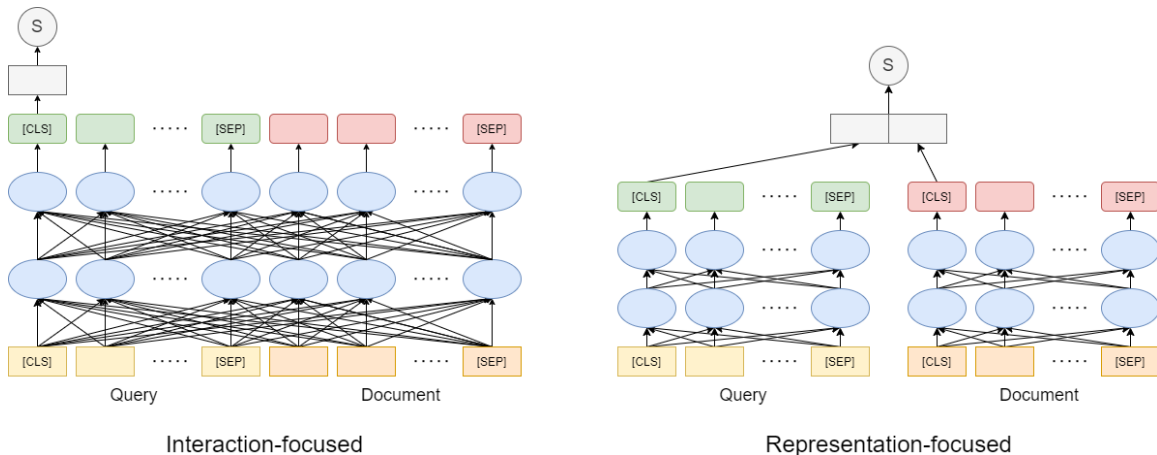 S
[CLS] ..... [SEP] ..... [SEP]
.....  .....
.....  .....
[CLS] ..... [SEP] ..... [SEP]
Query Document
Interaction-focused
S
[CLS] ..... [SEP] [CLS] ..... [SEP]
.....  .....
.....  .....
[CLS] ..... [SEP] [CLS] ..... [SEP]
Query Document
Representation-focused